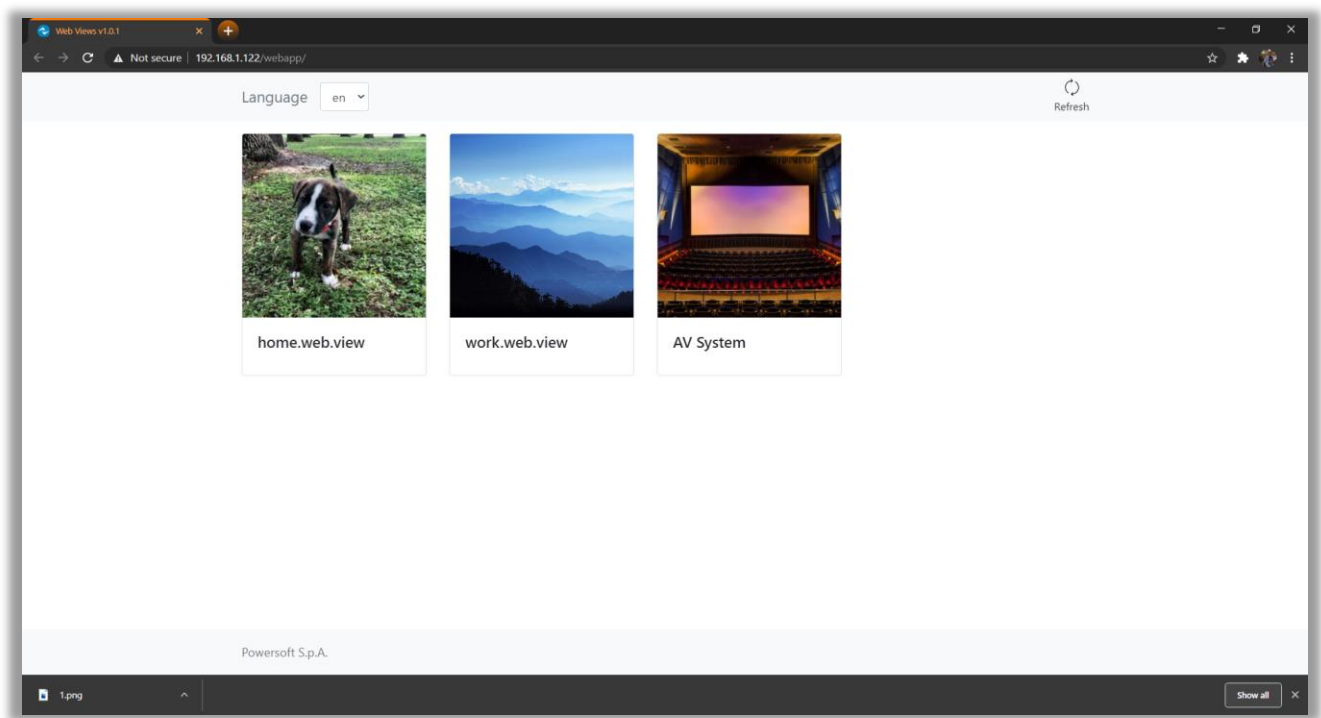 Web Views v1.0.1
Not secure 192.168.1.122/webapp/
Language en
Refresh
home.web.view work.web.view AV System
Powersoft S.p.A.
1.png Show all